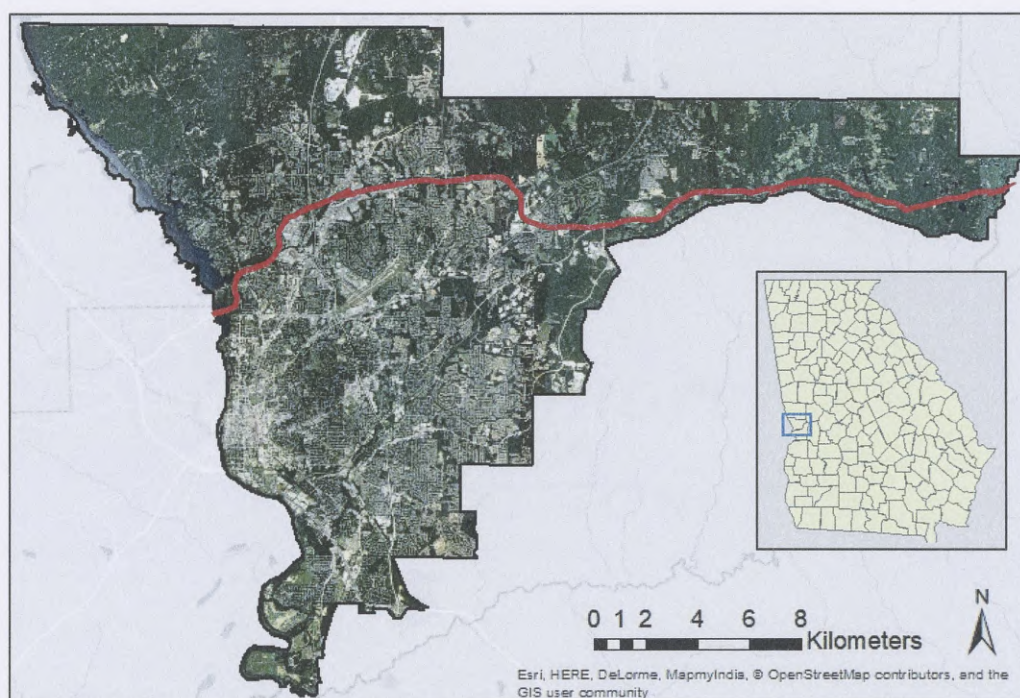 0 1 2 4 6 8
Kilometers
N
Esri, HERE, DeLorme, MapmyIndia, © OpenStreetMap contributors, and the
GIS user community